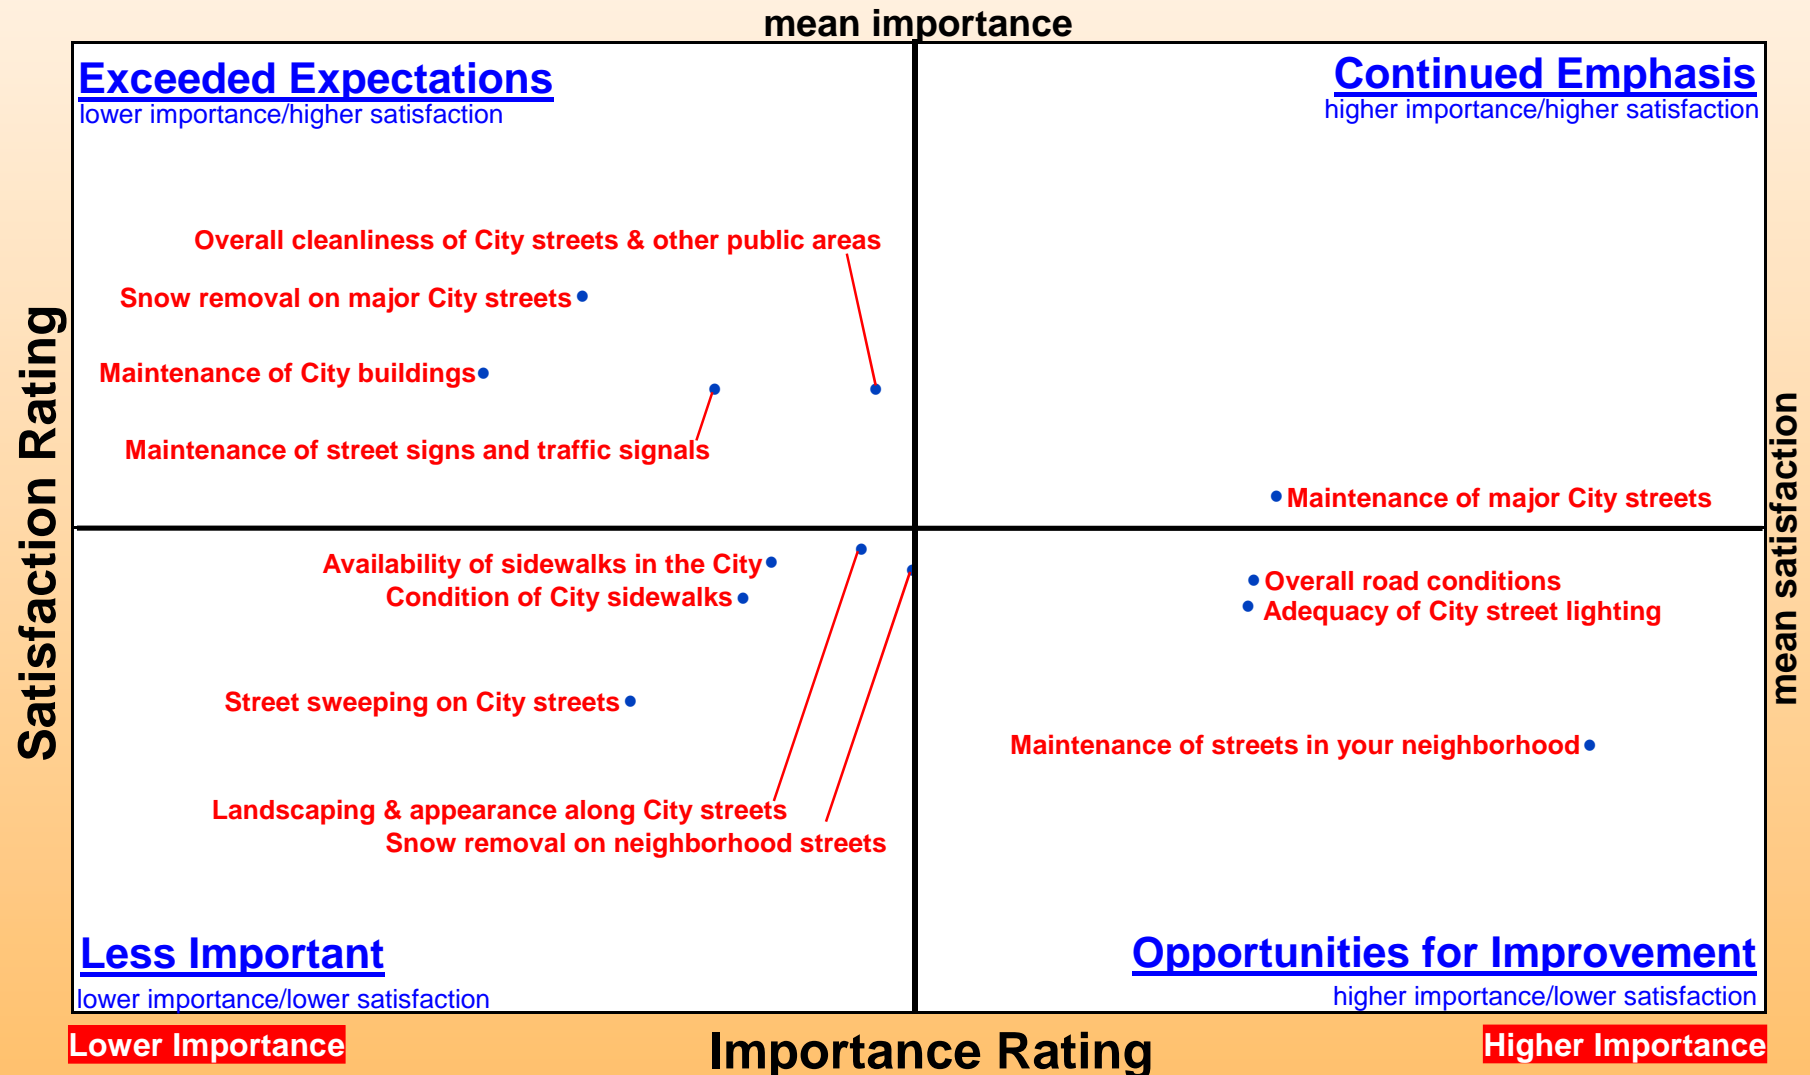 mean importance
Exceeded Expectations
lower importance/higher satisfaction
Continued Emphasis
higher importance/higher satisfaction
Overall cleanliness of City streets & other public areas
Snow removal on major City streets
Maintenance of City buildings
Maintenance of street signs and traffic signals
Maintenance of major City streets
Satisfaction Rating
mean satisfaction
Availability of sidewalks in the City
Condition of City sidewalks
Overall road conditions
Adequacy of City street lighting
Street sweeping on City streets
Maintenance of streets in your neighborhood
Landscaping & appearance along City streets
Snow removal on neighborhood streets
Less Important
lower importance/lower satisfaction
Opportunities for Improvement
higher importance/lower satisfaction
Lower Importance
Importance Rating
Higher Importance